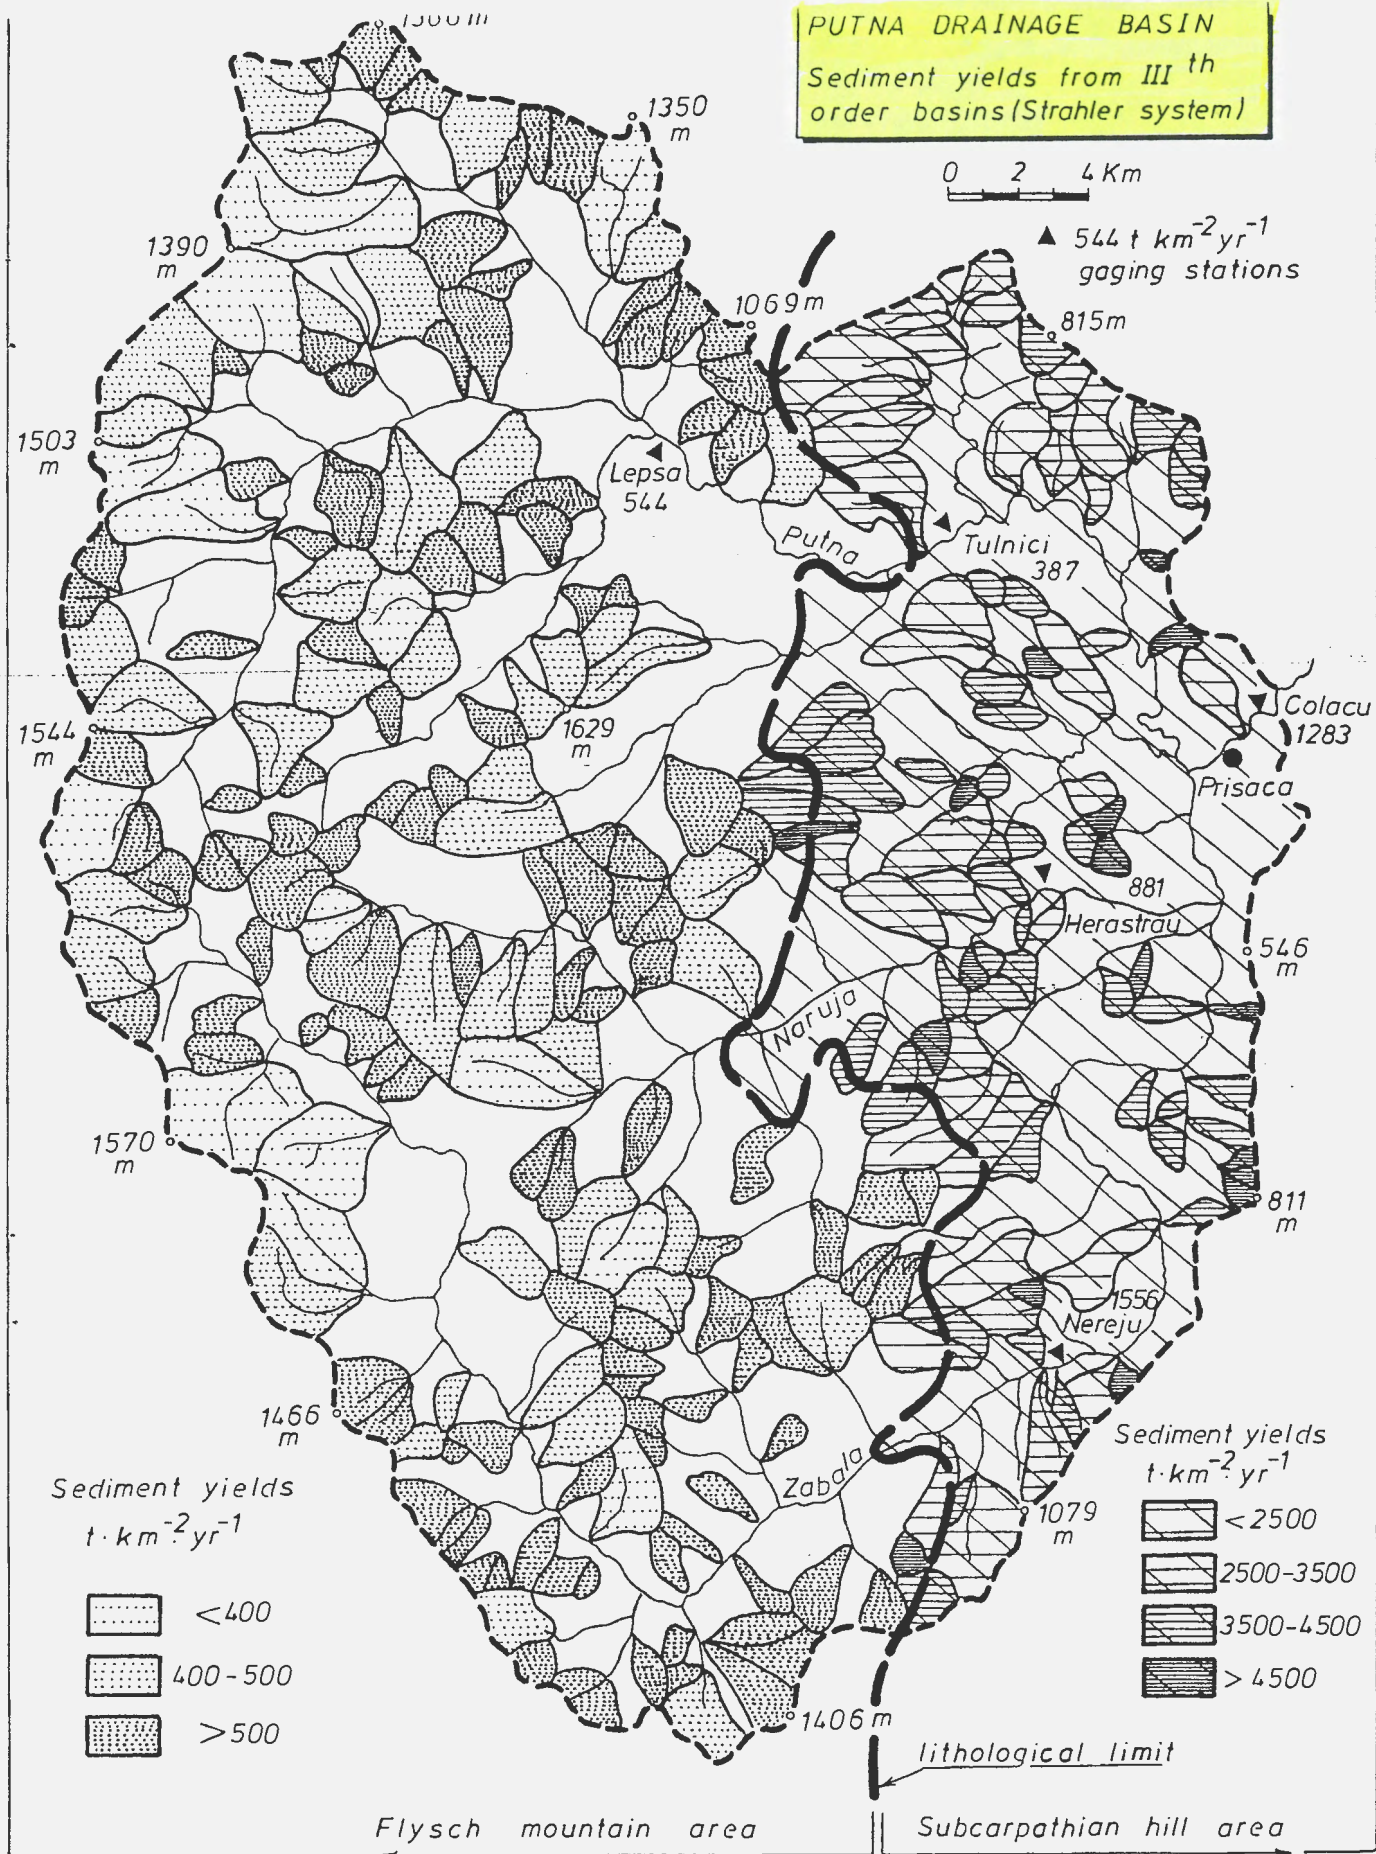 PUTNA DRAINAGE BASIN
Sediment yields from III th
order basins (Strahler system)
0 2 4 Km
▲ 544 t km⁻² yr⁻¹
gaging stations
1350
m
1390
m
1069 m
815 m
1503
m
Lepsa
544
Putna
Tulnici
387
1544
m
1629
m
Colacu
1283
Prisaca
881
Herastrau
546
m
Naruja
1570
m
811
m
1556
Nereju
1466
m
Zabala
1079
m
Sediment yields
t · km⁻² yr⁻¹
<400
400-500
>500
Sediment yields
t · km⁻² yr⁻¹
<2500
2500-3500
3500-4500
>4500
1406 m
lithological limit
Flysch mountain area
Subcarpathian hill area